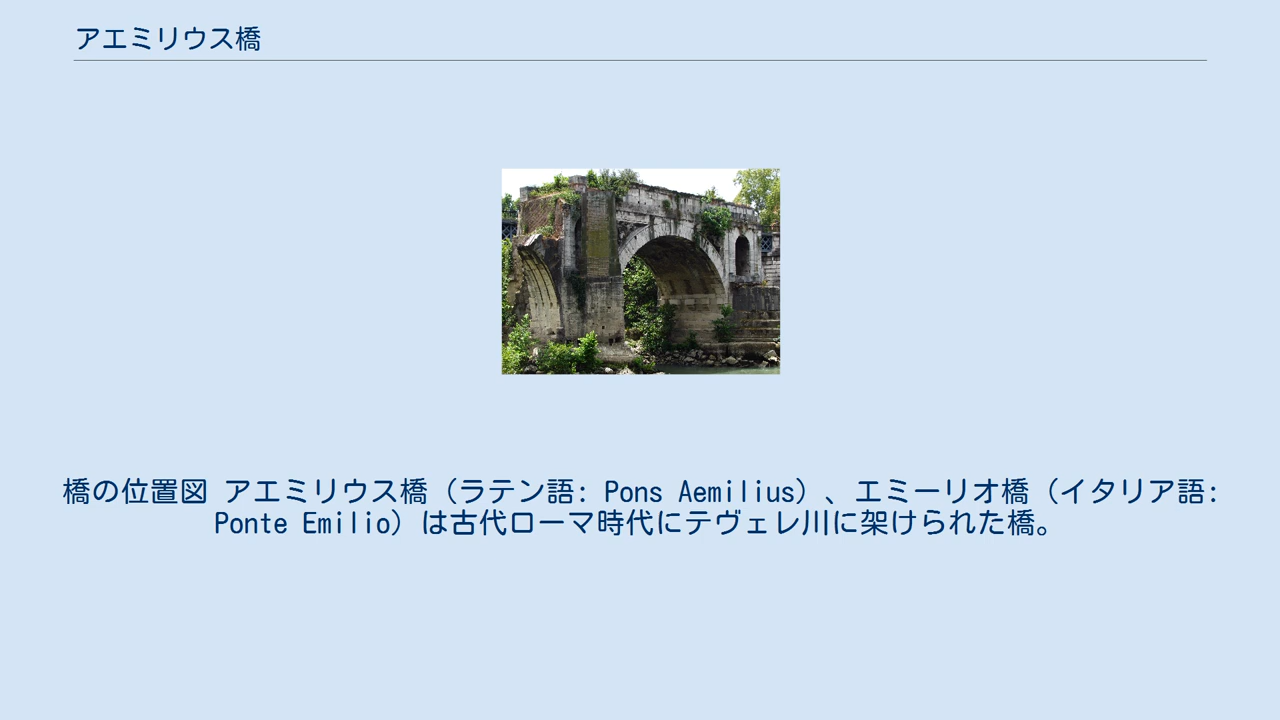 アエミリウス橋
橋の位置図 アエミリウス橋（ラテン語: Pons Aemilius）、エミーリオ橋（イタリア語:
Ponte Emilio）は古代ローマ時代にテヴェレ川に架けられた橋。